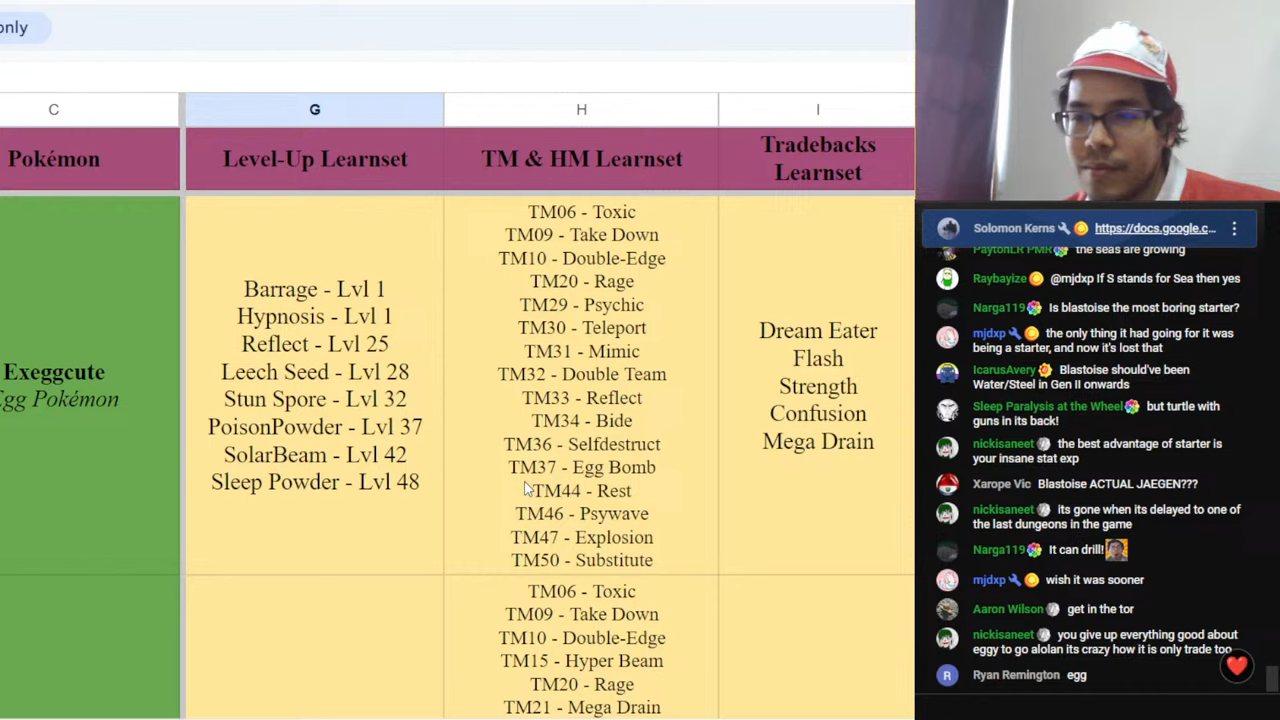 only
C
G
H
I
Pokémon
Level-Up Learnset
TM & HM Learnset
Tradebacks
Learnset
Exeggcute
Egg Pokémon
Barrage - Lvl 1
Hypnosis - Lvl 1
Reflect - Lvl 25
Leech Seed - Lvl 28
Stun Spore - Lvl 32
PoisonPowder - Lvl 37
SolarBeam - Lvl 42
Sleep Powder - Lvl 48
TM06 - Toxic
TM09 - Take Down
TM10 - Double-Edge
TM20 - Rage
TM29 - Psychic
TM30 - Teleport
TM31 - Mimic
TM32 - Double Team
TM33 - Reflect
TM34 - Bide
TM36 - Selfdestruct
TM37 - Egg Bomb
TM44 - Rest
TM46 - Psywave
TM47 - Explosion
TM50 - Substitute
Dream Eater
Flash
Strength
Confusion
Mega Drain
TM06 - Toxic
TM09 - Take Down
TM10 - Double-Edge
TM15 - Hyper Beam
TM20 - Rage
TM21 - Mega Drain
Solomon Kerns https://docs.google.c...
PaytonLR PMR the seas are growing
Raybayize @mjdxp If S stands for Sea then yes
Narga119 Is blastoise the most boring starter?
mjdxp the only thing it had going for it was
being a starter, and now it's lost that
IcarusAvery Blastoise should've been
Water/Steel in Gen II onwards
Sleep Paralysis at the Wheel but turtle with
guns in its back!
nickisaneet the best advantage of starter is
your insane stat exp
Xarope Vic Blastoise ACTUAL JAEGEN???
nickisaneet its gone when its delayed to one of
the last dungeons in the game
Narga119 It can drill!
mjdxp wish it was sooner
Aaron Wilson get in the tor
nickisaneet you give up everything good about
eggy to go alolan its crazy how it is only trade too
R Ryan Remington egg